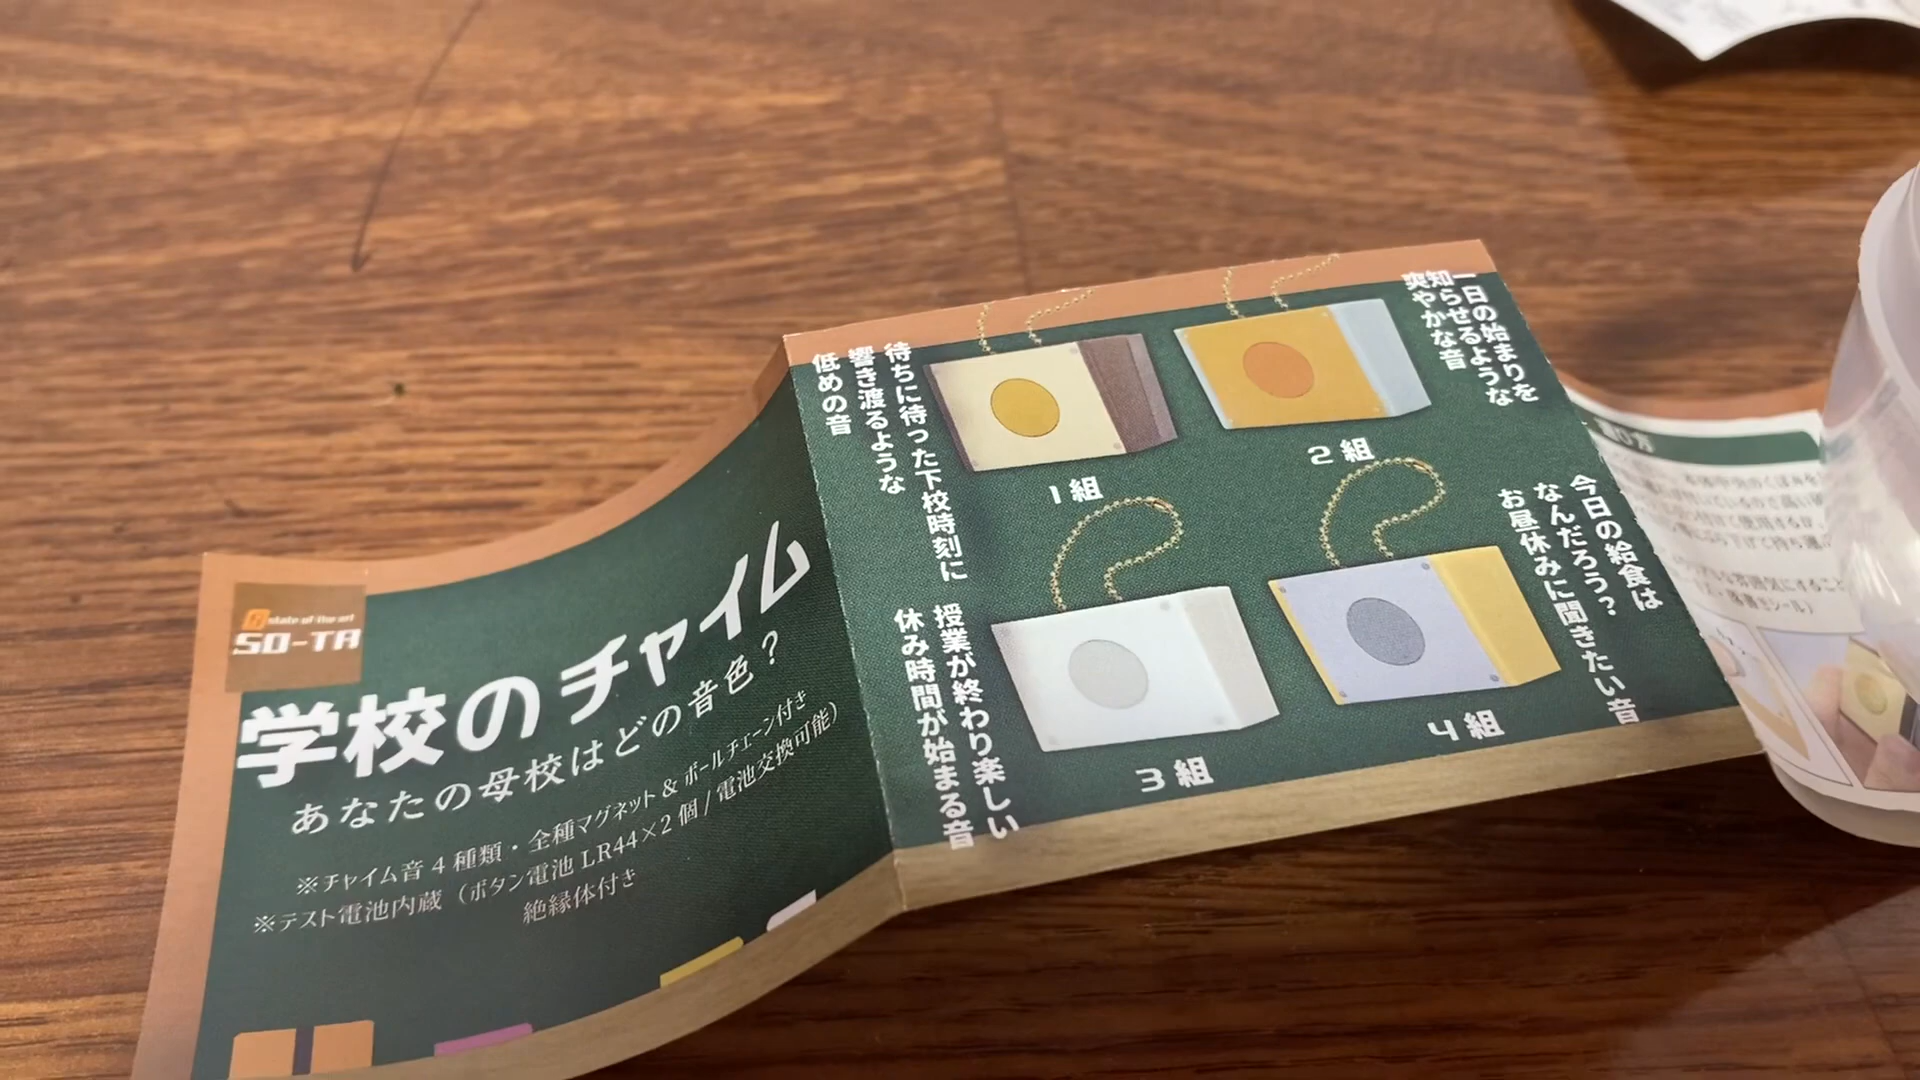 state of the art
SO-TA
学校のチャイム
あなたの母校はどの音色？
※チャイム音 4 種類・全種マグネット & ボールチェーン付き
※テスト電池内蔵（ボタン電池 LR44×2 個 / 電池交換可能）
絶縁体付き
待ちに待った下校時刻に
響き渡るような
低めの音
1組
一日の始まりを
知らせるような
爽やかな音
2組
授業が終わり楽しい
休み時間が始まる音
3組
今日の給食は
なんだろう？
お昼休みに聞きたい音
4組